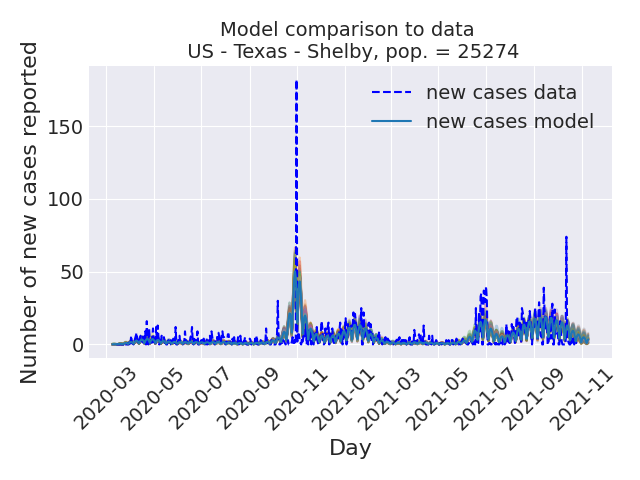 Model comparison to data
US - Texas - Shelby, pop. = 25274
new cases data
new cases model
Number of new cases reported
150
100
50
0
2020-03
2020-05
2020-07
2020-09
2020-11
2021-01
2021-03
2021-05
2021-07
2021-09
2021-11
Day